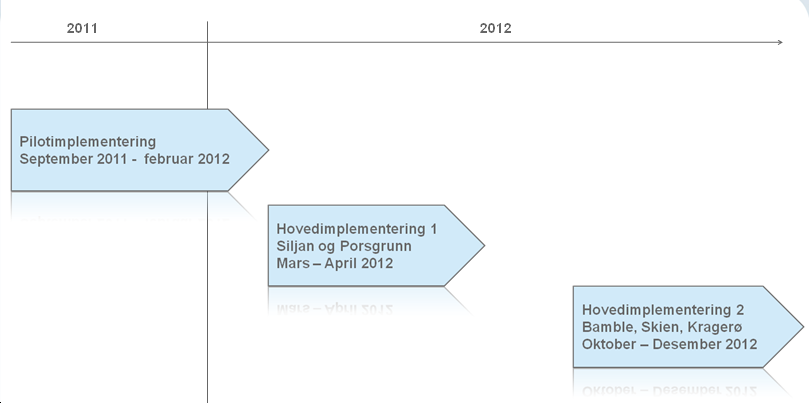 2011
2012
Pilotimplementering
September 2011 -  februar 2012
Hovedimplementering 1
Siljan og Porsgrunn
Mars – April 2012
Hovedimplementering 2
Bamble, Skien, Kragerø
Oktober – Desember 2012